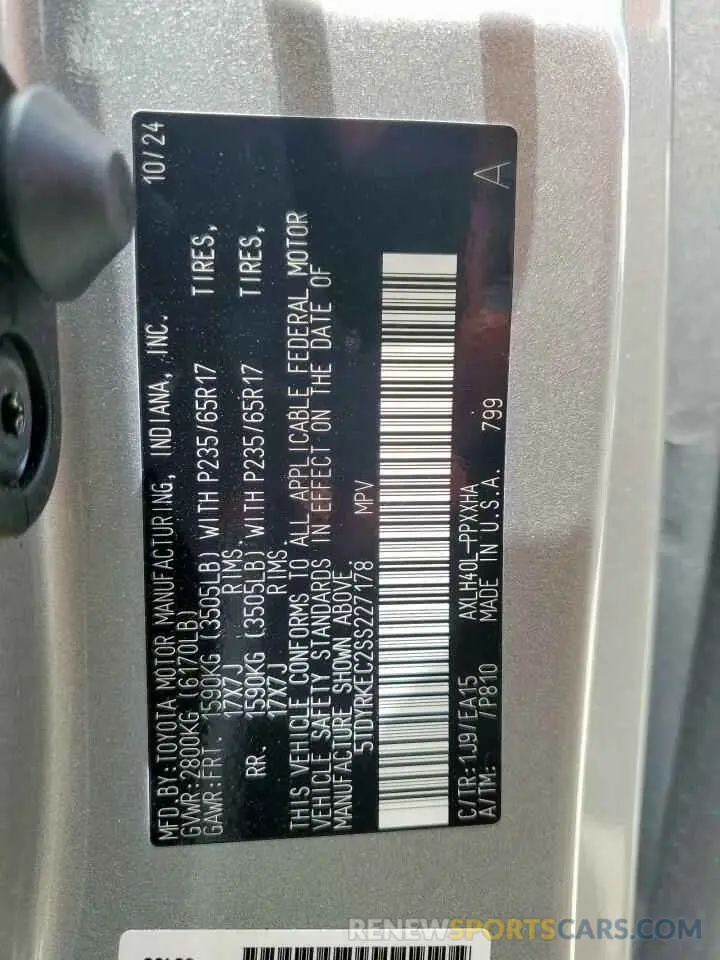 MFD.BY:TOYOTA MOTOR MANUFACTURING, INDIANA, INC. 10/24
GVWR:2800KG (6170LB)
GAWR:FRT. 1590KG (3505LB) WITH P235/65R17 TIRES,
17X7J RIMS,
RR. 1590KG (3505LB) WITH P235/65R17 TIRES,
17X7J RIMS.
THIS VEHICLE CONFORMS TO ALL APPLICABLE FEDERAL MOTOR
VEHICLE SAFETY STANDARDS IN EFFECT ON THE DATE OF
MANUFACTURE SHOWN ABOVE.
5TDYRKEC2SS227178 MPV
C/TR:1J9/EA15 AXLH40L-PPXXHA
A/TM: /P810 MADE IN U.S.A. 799 A
RENEWSPORTSCARS.COM